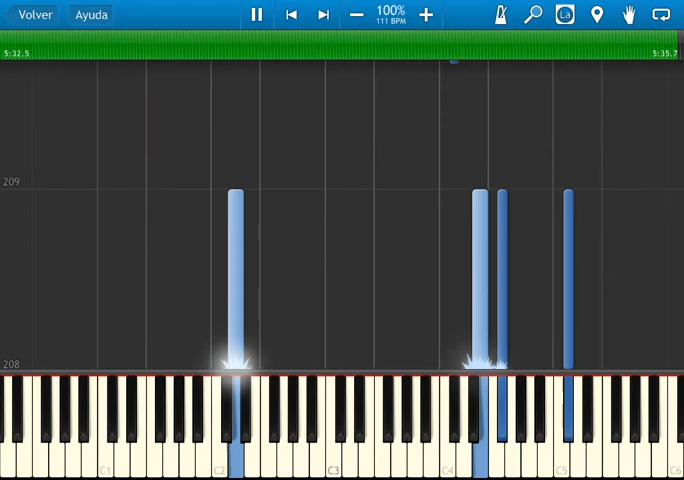 Volver
Ayuda
100%
111 BPM
La
5:32.5
5:35.7
209
208
C1
C2
C3
C4
C5
C6